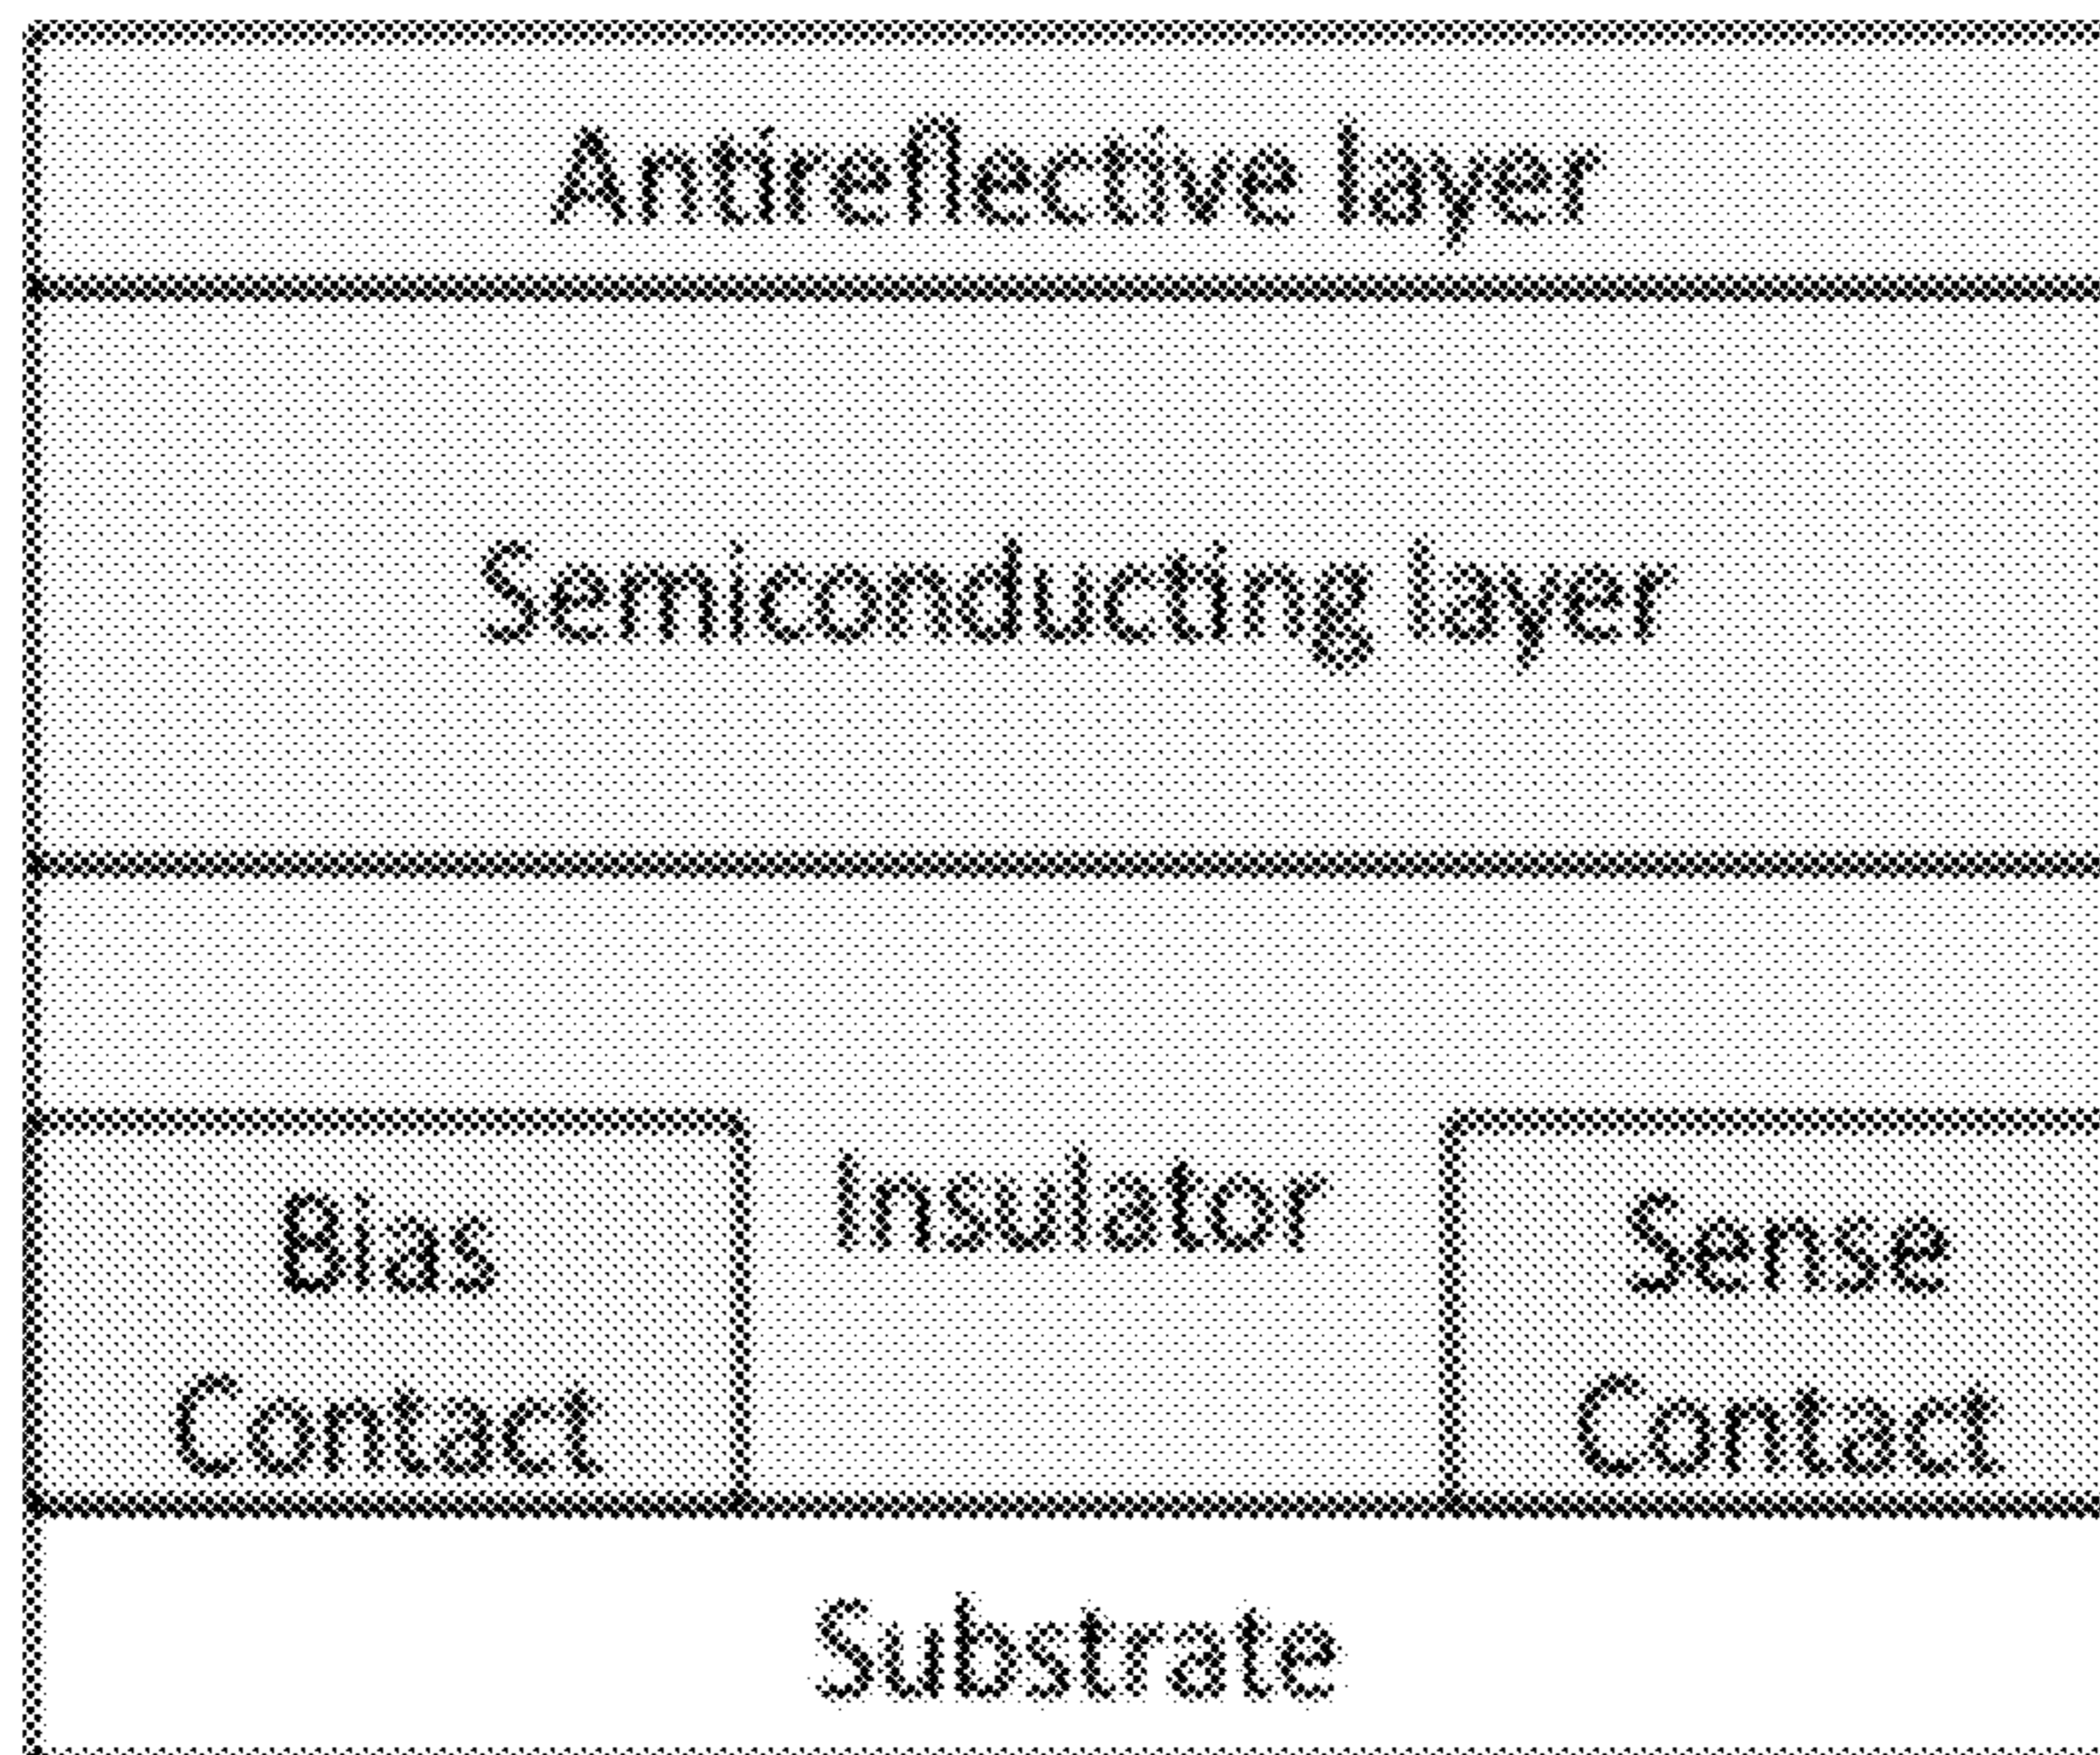 Antireflective layer
Semiconducting layer
Insulator
Bias
Contact
Sense
Contact
Substrate